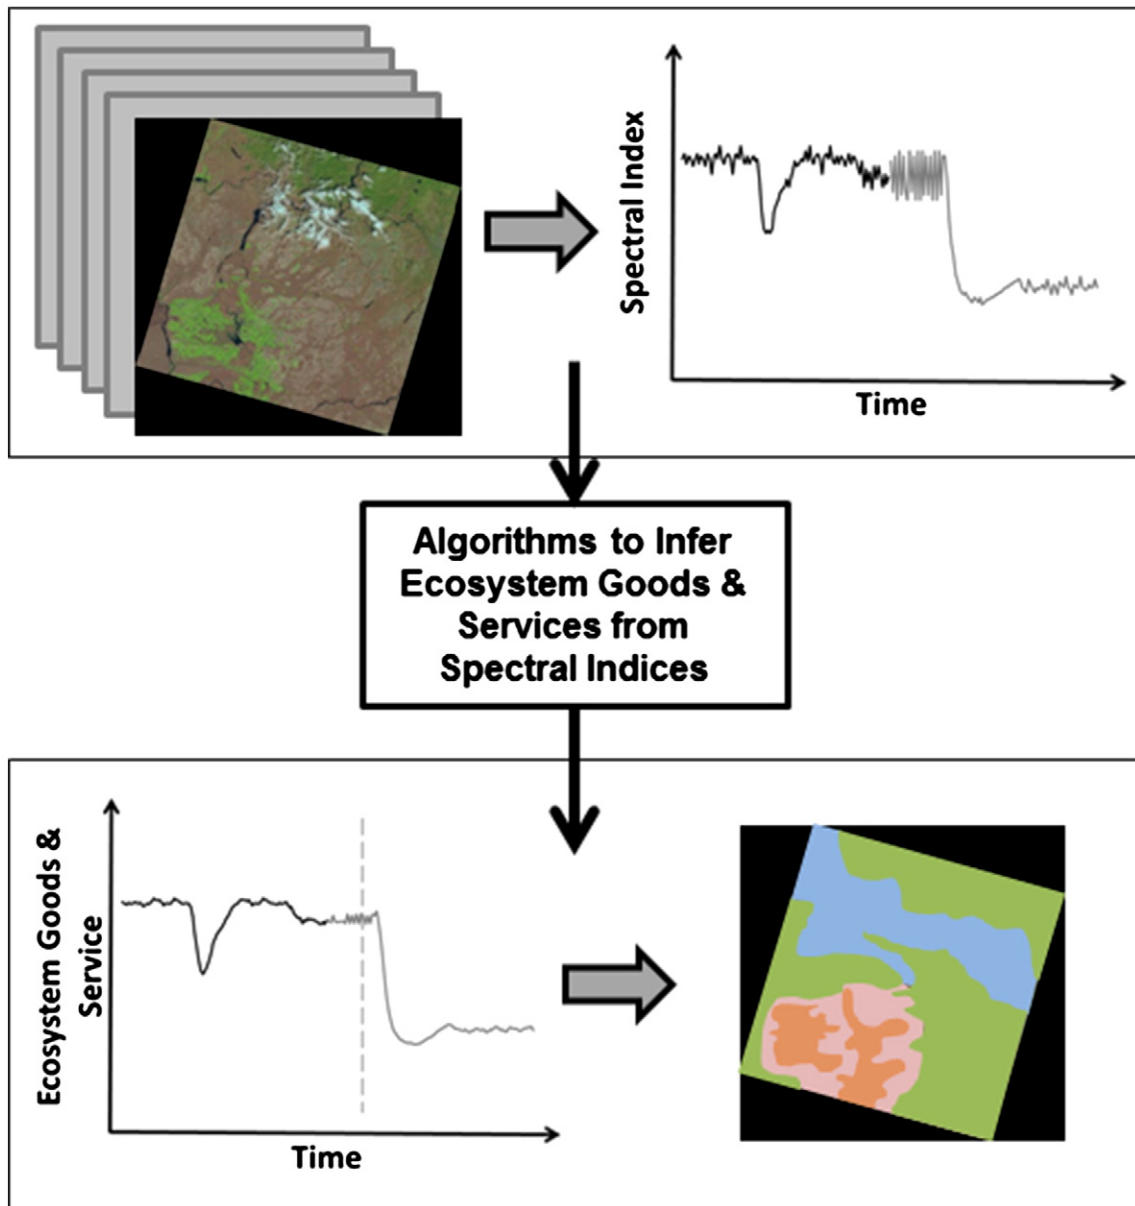 Spectral Index
Time
Algorithms to Infer
Ecosystem Goods &
Services from
Spectral Indices
Ecosystem Goods &
Service
Time